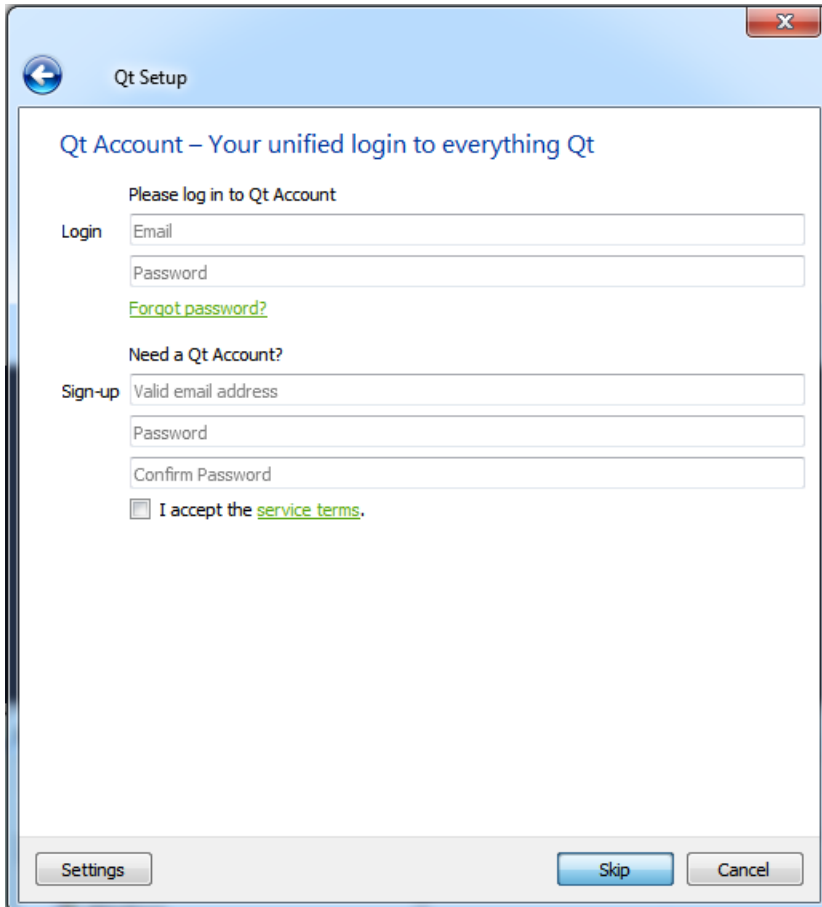 Qt Setup
Qt Account – Your unified login to everything Qt
Please log in to Qt Account
Login Email
Password
Forgot password?
Need a Qt Account?
Sign-up Valid email address
Password
Confirm Password
I accept the service terms.
Settings Skip Cancel